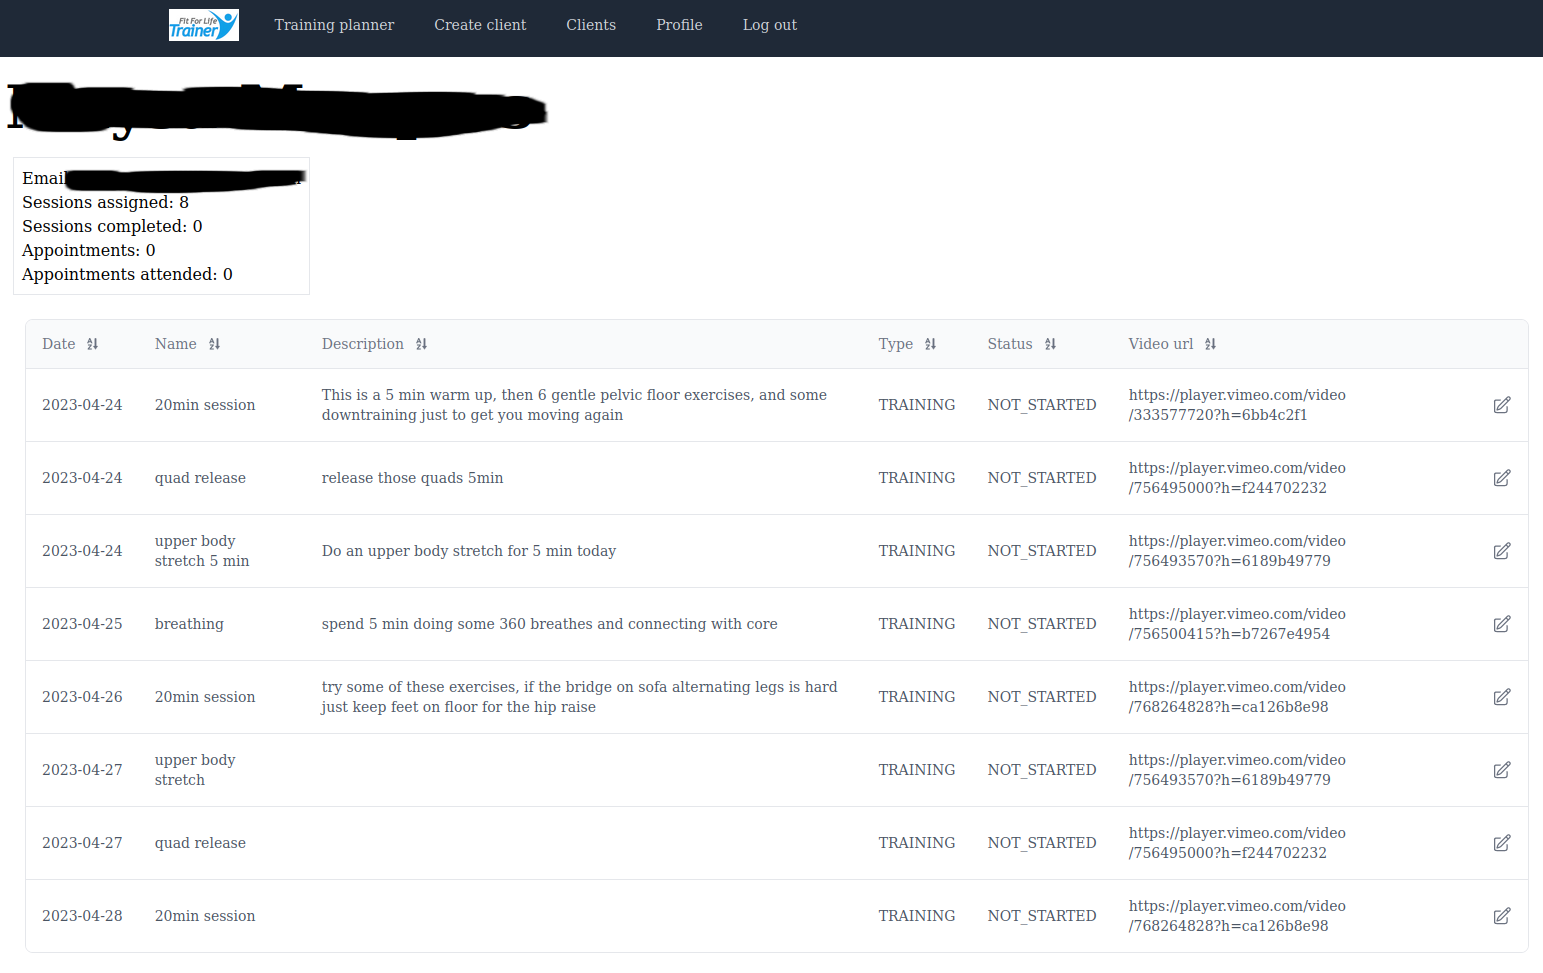 Fit For Life
Trainer
Training planner Create client Clients Profile Log out
Email
Sessions assigned: 8
Sessions completed: 0
Appointments: 0
Appointments attended: 0
Date Name Description Type Status Video url
2023-04-24 20min session This is a 5 min warm up, then 6 gentle pelvic floor exercises, and some TRAINING NOT_STARTED https://player.vimeo.com/video
downtraining just to get you moving again /333577720?h=6bb4c2f1
2023-04-24 quad release release those quads 5min TRAINING NOT_STARTED https://player.vimeo.com/video
/756495000?h=f244702232
2023-04-24 upper body Do an upper body stretch for 5 min today TRAINING NOT_STARTED https://player.vimeo.com/video
stretch 5 min /756493570?h=6189b49779
2023-04-25 breathing spend 5 min doing some 360 breathes and connecting with core TRAINING NOT_STARTED https://player.vimeo.com/video
/756500415?h=b7267e4954
2023-04-26 20min session try some of these exercises, if the bridge on sofa alternating legs is hard TRAINING NOT_STARTED https://player.vimeo.com/video
just keep feet on floor for the hip raise /768264828?h=ca126b8e98
2023-04-27 upper body TRAINING NOT_STARTED https://player.vimeo.com/video
stretch /756493570?h=6189b49779
2023-04-27 quad release TRAINING NOT_STARTED https://player.vimeo.com/video
/756495000?h=f244702232
2023-04-28 20min session TRAINING NOT_STARTED https://player.vimeo.com/video
/768264828?h=ca126b8e98